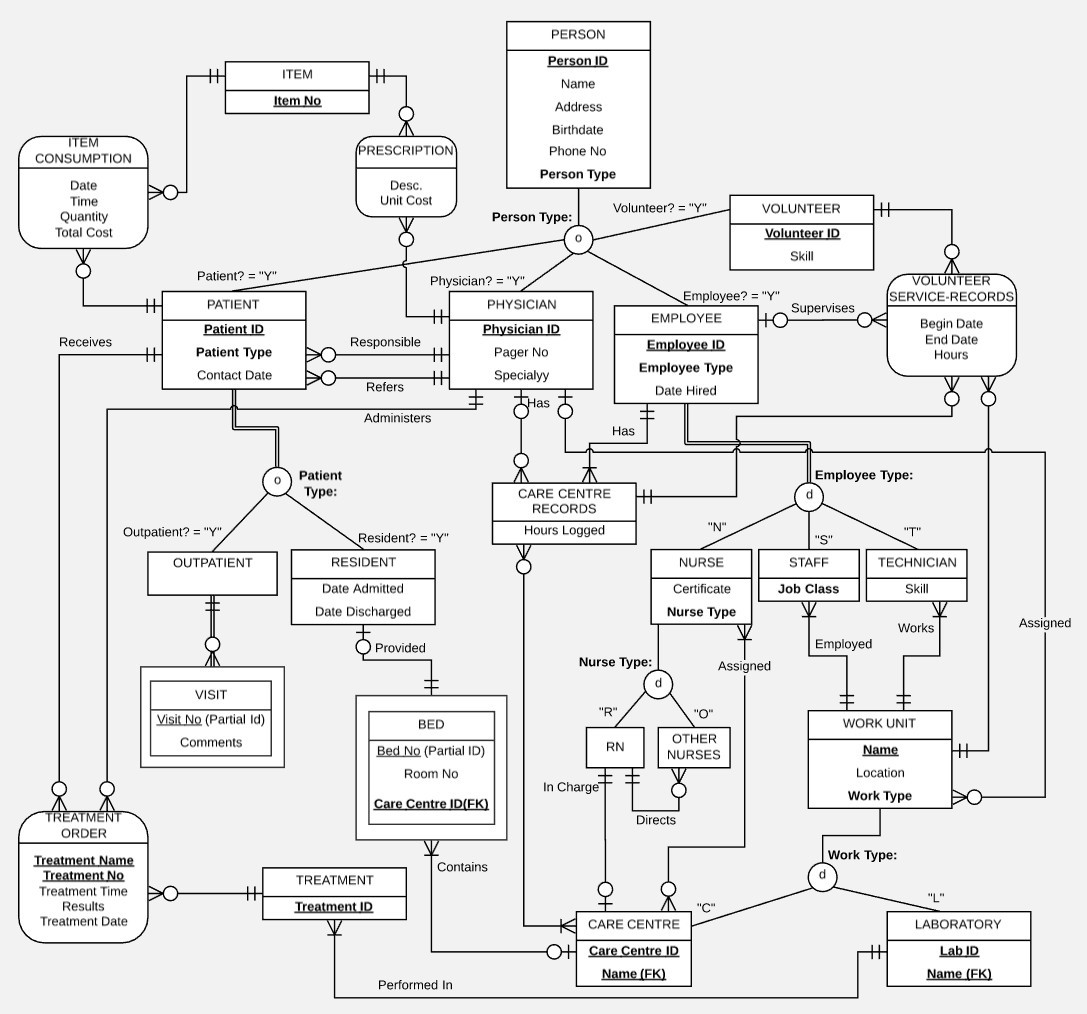 PERSON
Person ID
Name
Address
Birthdate
Phone No
Person Type
ITEM
Item No
ITEM
CONSUMPTION
Date
Time
Quantity
Total Cost
PRESCRIPTION
Desc.
Unit Cost
Person Type:
o
Volunteer? = "Y"
VOLUNTEER
Volunteer ID
Skill
Patient? = "Y"
Physician? = "Y"
Employee? = "Y"
VOLUNTEER
SERVICE-RECORDS
Begin Date
End Date
Hours
PATIENT
Patient ID
Patient Type
Contact Date
PHYSICIAN
Physician ID
Pager No
Specialyy
EMPLOYEE
Employee ID
Employee Type
Date Hired
Supervises
Receives
Responsible
Refers
Administers
Has
Has
o
Patient
Type:
Employee Type:
d
CARE CENTRE
RECORDS
Hours Logged
Outpatient? = "Y"
Resident? = "Y"
"N"
"S"
"T"
OUTPATIENT
RESIDENT
Date Admitted
Date Discharged
NURSE
Certificate
Nurse Type
STAFF
Job Class
TECHNICIAN
Skill
Assigned
Employed
Works
Provided
Nurse Type:
d
Assigned
VISIT
Visit No (Partial Id)
Comments
BED
Bed No (Partial ID)
Room No
Care Centre ID(FK)
"R"
"O"
RN
OTHER
NURSES
WORK UNIT
Name
Location
Work Type
In Charge
Directs
TREATMENT
ORDER
Treatment Name
Treatment No
Treatment Time
Results
Treatment Date
Contains
Work Type:
d
TREATMENT
Treatment ID
"C"
"L"
CARE CENTRE
Care Centre ID
Name (FK)
LABORATORY
Lab ID
Name (FK)
Performed In